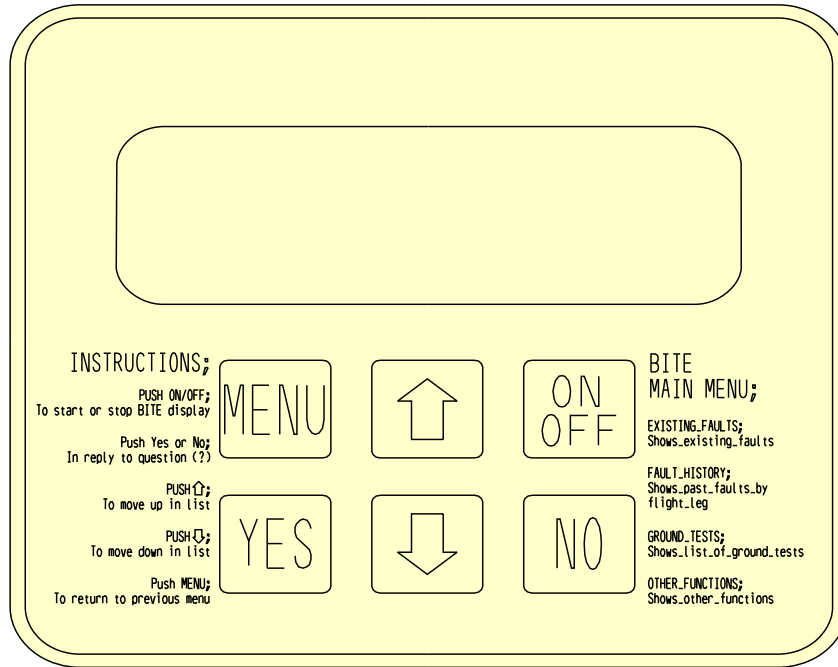 INSTRUCTIONS;
PUSH ON/OFF;
To start or stop BITE display
Push Yes or No;
In reply to question (?)
PUSH⇧;
To move up in list
PUSH⇩;
To move down in list
Push MENU;
To return to previous menu
MENU
ON
OFF
YES
NO
BITE
MAIN MENU;
EXISTING_FAULTS;
Shows_existing_faults
FAULT_HISTORY;
Shows_past_faults_by
flight_leg
GROUND_TESTS;
Shows_list_of_ground_tests
OTHER_FUNCTIONS;
Shows_other_functions